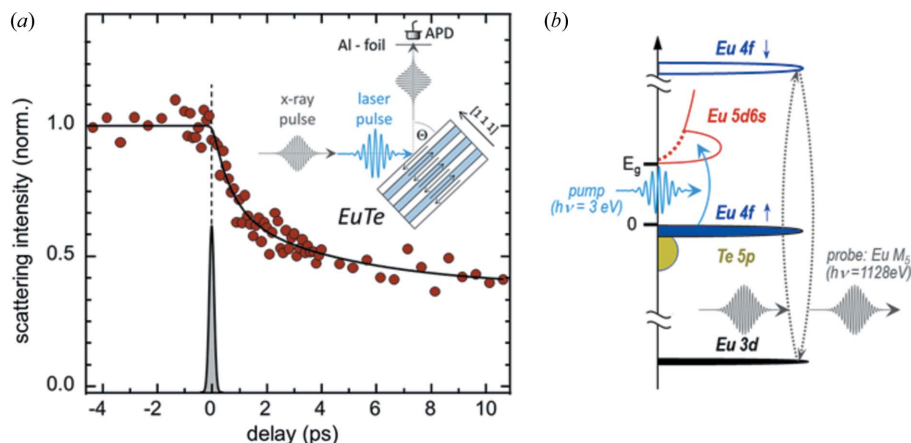 (a)
scattering intensity (norm.)
1.0
0.5
0.0
-4
-2
0
2
4
6
8
10
delay (ps)
Al - foil
APD
x-ray
pulse
laser
pulse
Θ
[111]
EuTe
(b)
Eu 4f ↓
Eu 5d6s
E_g
pump
(hν = 3 eV)
Eu 4f ↑
0
Te 5p
probe: Eu M₅
(hν = 1128eV)
Eu 3d